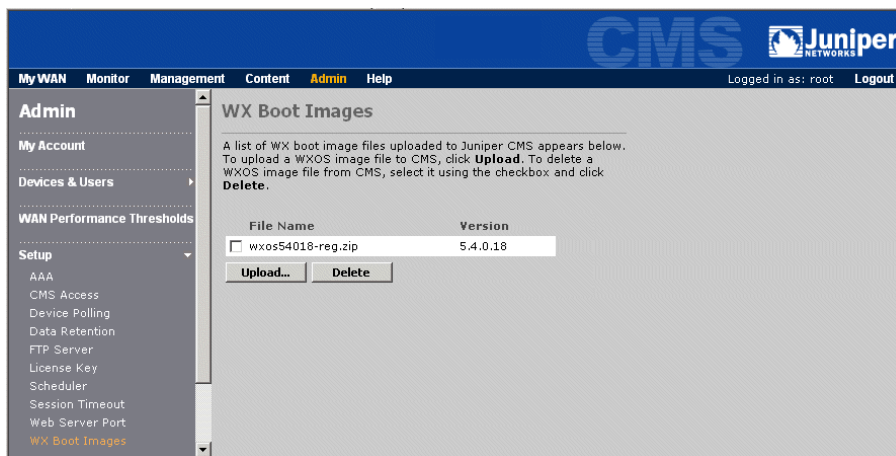 CMS
Juniper
NETWORKS
My WAN Monitor Management Content Admin Help Logged in as: root Logout
Admin
My Account
Devices & Users
WAN Performance Thresholds
Setup
AAA
CMS Access
Device Polling
Data Retention
FTP Server
License Key
Scheduler
Session Timeout
Web Server Port
WX Boot Images
WX Boot Images
A list of WX boot image files uploaded to Juniper CMS appears below.
To upload a WXOS image file to CMS, click Upload. To delete a
WXOS image file from CMS, select it using the checkbox and click
Delete.
File Name Version
wxos54018-reg.zip 5.4.0.18
Upload... Delete